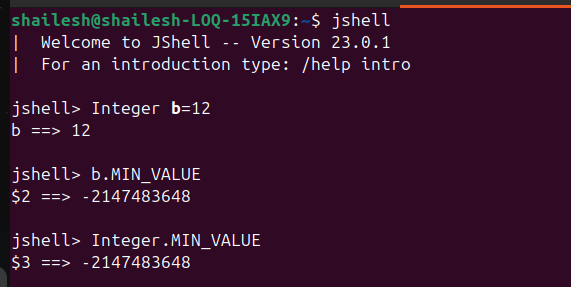 shailesh@shailesh-LOQ-15IAX9:~$ jshell
|  Welcome to JShell -- Version 23.0.1
|  For an introduction type: /help intro
jshell> Integer b=12
b ==> 12
jshell> b.MIN_VALUE
$2 ==> -2147483648
jshell> Integer.MIN_VALUE
$3 ==> -2147483648